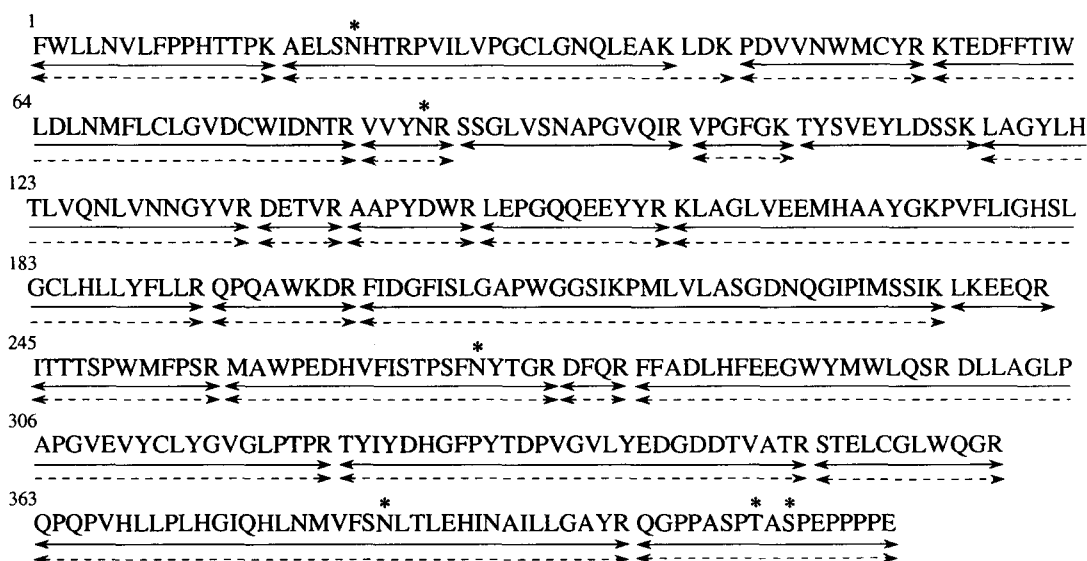 1 * 
FWLLNVLFPPHTTPK AELSNHTRPVILVPGCLGNQLEAK LDK PDVVNWMCYR KTEDFFTIW
64 *
LDLNMFLCLGVDCWIDNTR VVYNR SSGLVSNAPGVQIR VPGFGK TYSVEYLDSSK LAGYLH
123
TLVQNLVNNGYVR DETVR AAPYDWR LEPGQQEEYYR KLAGLVEEMHAAYGKPVFLIGHSL
183
GCLHLLYFLLR QPQAWKDR FIDGFISLGAPWGGSIKPMLVLASGDNQGIPIMSSIK LKEEQR
245 *
ITTTSPWMFPSR MAWPEDHVFISTPSFNYTGR DFQR FFADLHFEEGWYMWLQSR DLLAGLP
306
APGVEVYCLYGVGLPTPR TYIYDHGFPYTDPVGVLYEDGDDTVATR STELCGLWQGR
363 * * *
QPQPVHLLPLHGIQHLNMVFSNLTLEHINAILLGAYR QGPPASPTASPEPPPPE